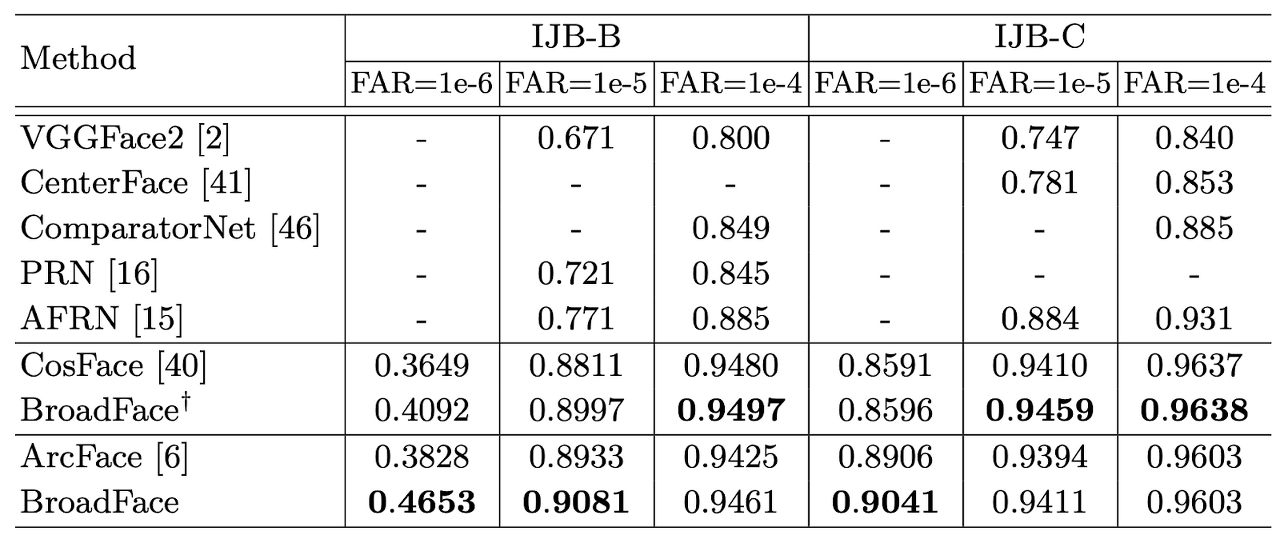 Method IJB-B IJB-C
FAR=1e-6 FAR=1e-5 FAR=1e-4 FAR=1e-6 FAR=1e-5 FAR=1e-4
VGGFace2 [2] - 0.671 0.800 - 0.747 0.840
CenterFace [41] - - - - 0.781 0.853
ComparatorNet [46] - - 0.849 - - 0.885
PRN [16] - 0.721 0.845 - - -
AFRN [15] - 0.771 0.885 - 0.884 0.931
CosFace [40] 0.3649 0.8811 0.9480 0.8591 0.9410 0.9637
BroadFace† 0.4092 0.8997 0.9497 0.8596 0.9459 0.9638
ArcFace [6] 0.3828 0.8933 0.9425 0.8906 0.9394 0.9603
BroadFace 0.4653 0.9081 0.9461 0.9041 0.9411 0.9603